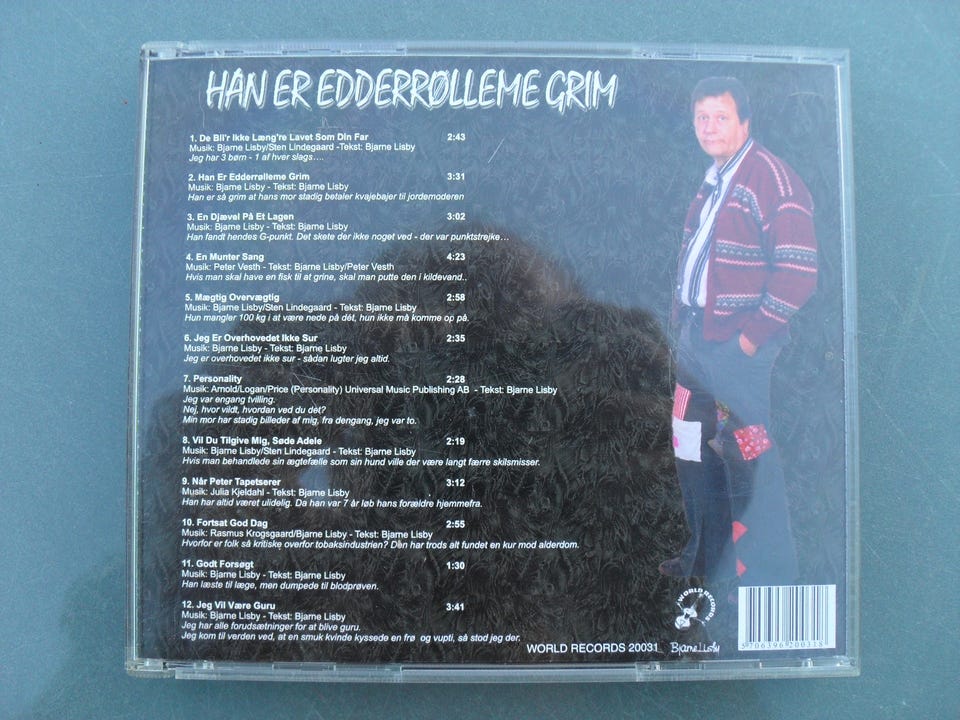 HAN ER EDDERRØLLEME GRIM
1. De Bli'r Ikke Læng're Lavet Som Din Far 2:43
Musik: Bjarne Lisby/Sten Lindegaard -Tekst: Bjarne Lisby
Jeg har 3 børn - 1 af hver slags....
2. Han Er Edderrølleme Grim 3:31
Musik: Bjarne Lisby - Tekst: Bjarne Lisby
Han er så grim at hans mor stadig betaler kvajebajer til jordemoderen
3. En Djævel På Et Lagen 3:02
Musik: Bjarne Lisby - Tekst: Bjarne Lisby
Han fandt hendes G-punkt. Det skete der ikke noget ved - der var punktstrejke...
4. En Munter Sang 4:23
Musik: Peter Vesth - Tekst: Bjarne Lisby/Peter Vesth
Hvis man skal have en fisk til at grine, skal man putte den i kildevand..
5. Mægtig Overvægtig 2:58
Musik: Bjarne Lisby/Sten Lindegaard - Tekst: Bjarne Lisby
Hun mangler 100 kg i at være nede på dét, hun ikke må komme op på.
6. Jeg Er Overhovedet Ikke Sur 2:35
Musik: Bjarne Lisby - Tekst: Bjarne Lisby
Jeg er overhovedet ikke sur - sådan lugter jeg altid.
7. Personality 2:28
Musik: Arnold/Logan/Price (Personality) Universal Music Publishing AB - Tekst: Bjarne Lisby
Jeg var engang tvilling.
Nej, hvor vildt, hvordan ved du dét?
Min mor har stadig billeder af mig, fra dengang, jeg var to.
8. Vil Du Tilgive Mig, Søde Adele 2:19
Musik: Bjarne Lisby/Sten Lindegaard - Tekst: Bjarne Lisby
Hvis man behandlede sin ægtefælle som sin hund ville der være langt færre skilsmisser.
9. Når Peter Tapetserer 3:12
Musik: Julia Kjeldahl - Tekst: Bjarne Lisby
Han har altid været ulidelig. Da han var 7 år løb hans forældre hjemmefra.
10. Fortsat God Dag 2:55
Musik: Rasmus Krogsgaard/Bjarne Lisby - Tekst: Bjarne Lisby
Hvorfor er folk så kritiske overfor tobaksindustrien? Den har trods alt fundet en kur mod alderdom.
11. Godt Forsøgt 1:30
Musik: Bjarne Lisby - Tekst: Bjarne Lisby
Han læste til læge, men dumpede til blodprøven.
12. Jeg Vil Være Guru 3:41
Musik: Bjarne Lisby - Tekst: Bjarne Lisby
Jeg har alle forudsætninger for at blive guru.
Jeg kom til verden ved, at en smuk kvinde kyssede en frø og vupti, så stod jeg der.
WORLD RECORDS
WORLD RECORDS 20031 Bjarne Lisby
5706396200318